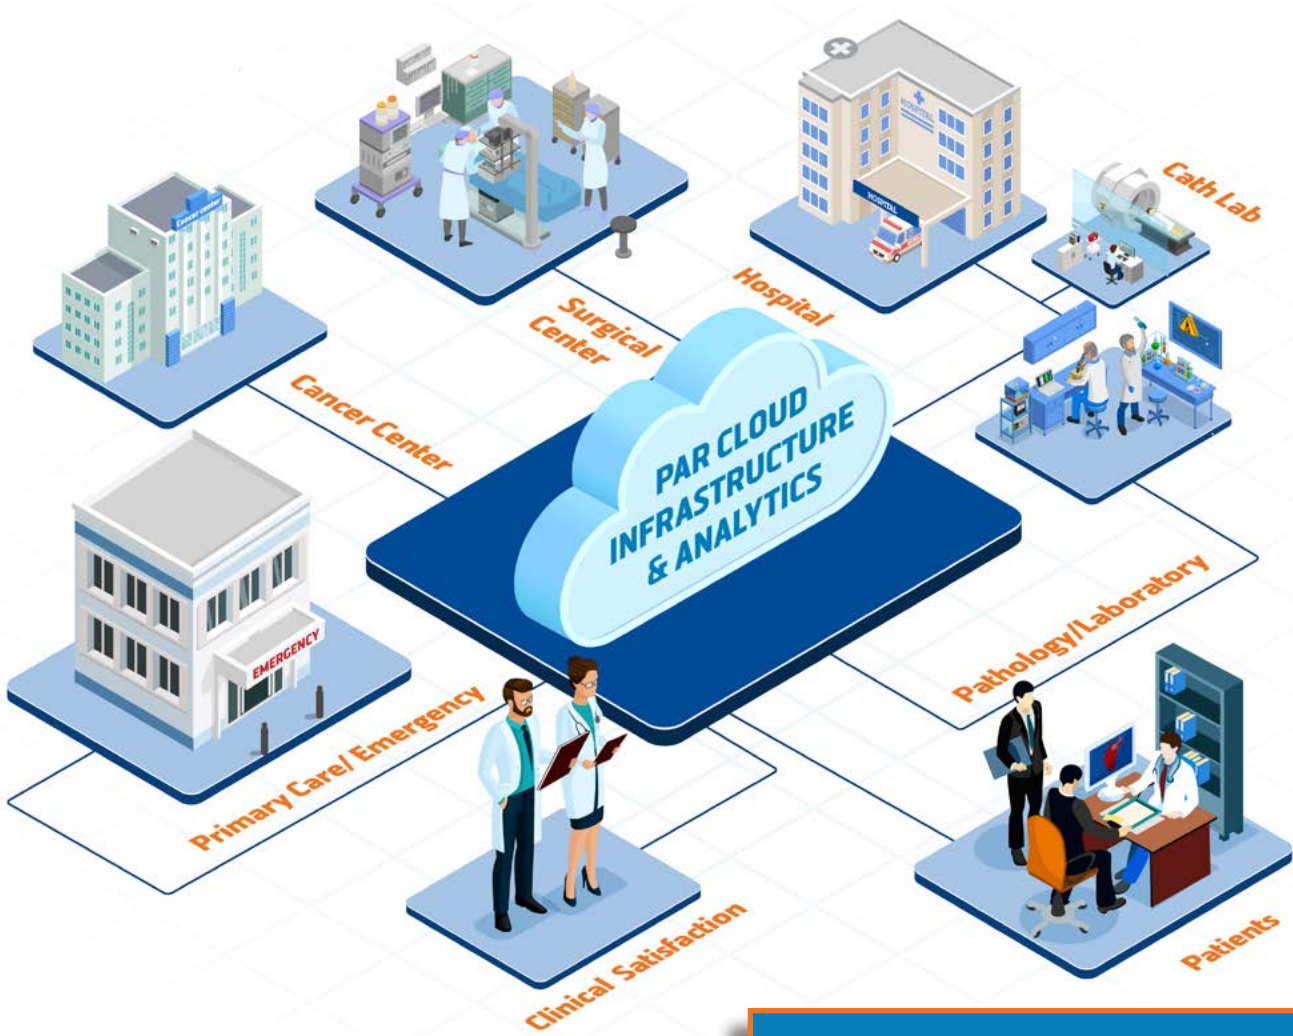 HOSPITAL
HOSPITAL
Cath Lab
Cancer center
Surgical
Center
Hospital
Cancer Center
PAR CLOUD
INFRASTRUCTURE
& ANALYTICS
EMERGENCY
Pathology/Laboratory
Primary Care/ Emergency
Clinical Satisfaction
Patients